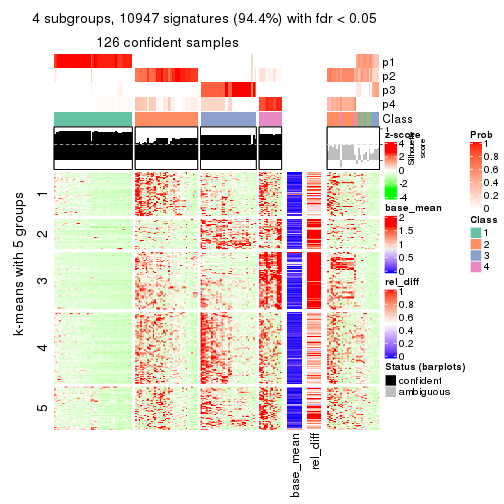 4 subgroups, 10947 signatures (94.4%) with fdr < 0.05
126 confident samples
p1
p2
p3
p4
Class
1
Silhouette score
k-means with 5 groups
1
2
3
4
5
base_mean
rel_diff
z-score
4
2
0
-2
-4
base_mean
2
1.5
1
0.5
0
rel_diff
1
0.8
0.6
0.4
0.2
0
Status (barplots)
confident
ambiguous
Prob
1
0.8
0.6
0.4
0.2
0
Class
1
2
3
4